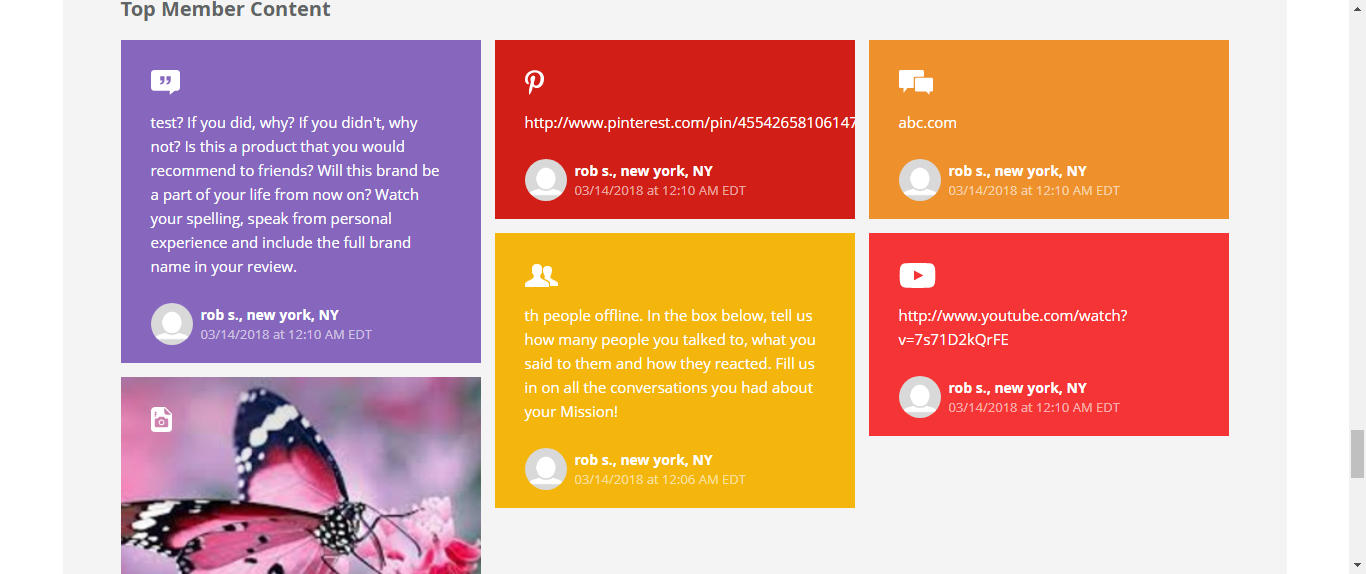 Top Member Content
test? If you did, why? If you didn't, why
not? Is this a product that you would
recommend to friends? Will this brand be
a part of your life from now on? Watch
your spelling, speak from personal
experience and include the full brand
name in your review.
rob s., new york, NY
03/14/2018 at 12:10 AM EDT
http://www.pinterest.com/pin/45542658106147
rob s., new york, NY
03/14/2018 at 12:10 AM EDT
abc.com
rob s., new york, NY
03/14/2018 at 12:10 AM EDT
th people offline. In the box below, tell us
how many people you talked to, what you
said to them and how they reacted. Fill us
in on all the conversations you had about
your Mission!
rob s., new york, NY
03/14/2018 at 12:06 AM EDT
http://www.youtube.com/watch?
v=7s71D2kQrFE
rob s., new york, NY
03/14/2018 at 12:10 AM EDT